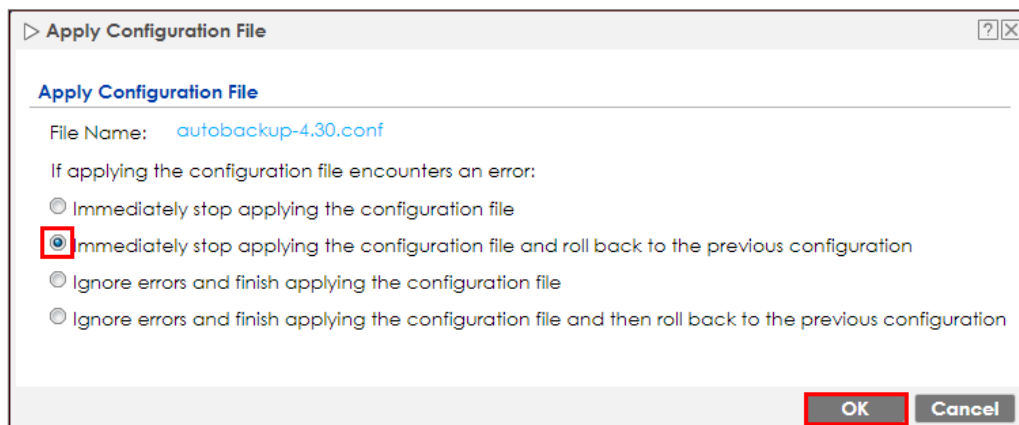 Apply Configuration File
Apply Configuration File
File Name: autobackup-4.30.conf
If applying the configuration file encounters an error:
Immediately stop applying the configuration file
Immediately stop applying the configuration file and roll back to the previous configuration
Ignore errors and finish applying the configuration file
Ignore errors and finish applying the configuration file and then roll back to the previous configuration
OK Cancel